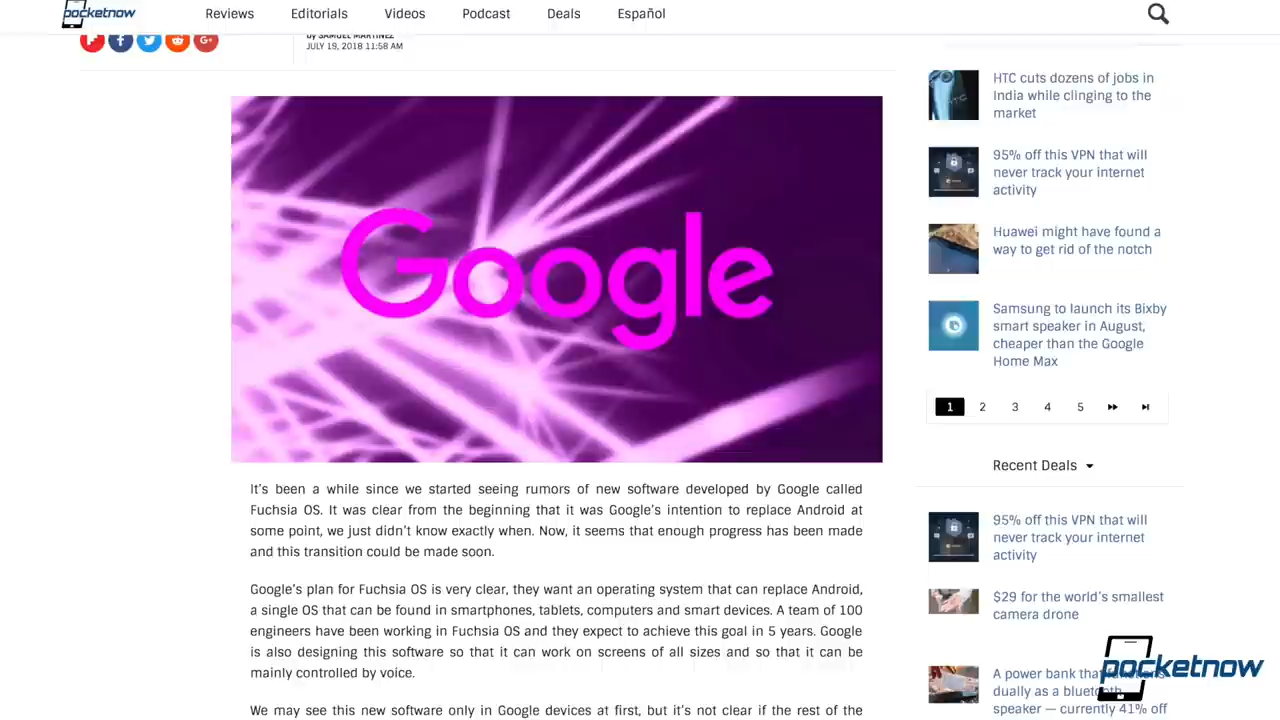 pocketnow
Reviews
Editorials
Videos
Podcast
Deals
Español
by SAMUEL MARTINEZ
JULY 19, 2018 11:58 AM
Google
It's been a while since we started seeing rumors of new software developed by Google called
Fuchsia OS. It was clear from the beginning that it was Google's intention to replace Android at
some point, we just didn't know exactly when. Now, it seems that enough progress has been made
and this transition could be made soon.
Google's plan for Fuchsia OS is very clear, they want an operating system that can replace Android,
a single OS that can be found in smartphones, tablets, computers and smart devices. A team of 100
engineers have been working in Fuchsia OS and they expect to achieve this goal in 5 years. Google
is also designing this software so that it can work on screens of all sizes and so that it can be
mainly controlled by voice.
We may see this new software only in Google devices at first, but it's not clear if the rest of the
HTC cuts dozens of jobs in
India while clinging to the
market
95% off this VPN that will
never track your internet
activity
Huawei might have found a
way to get rid of the notch
Samsung to launch its Bixby
smart speaker in August,
cheaper than the Google
Home Max
1 2 3 4 5
Recent Deals
95% off this VPN that will
never track your internet
activity
$29 for the world's smallest
camera drone
A power bank that functions
dually as a bluetooth
speaker — currently 41% off
pocketnow